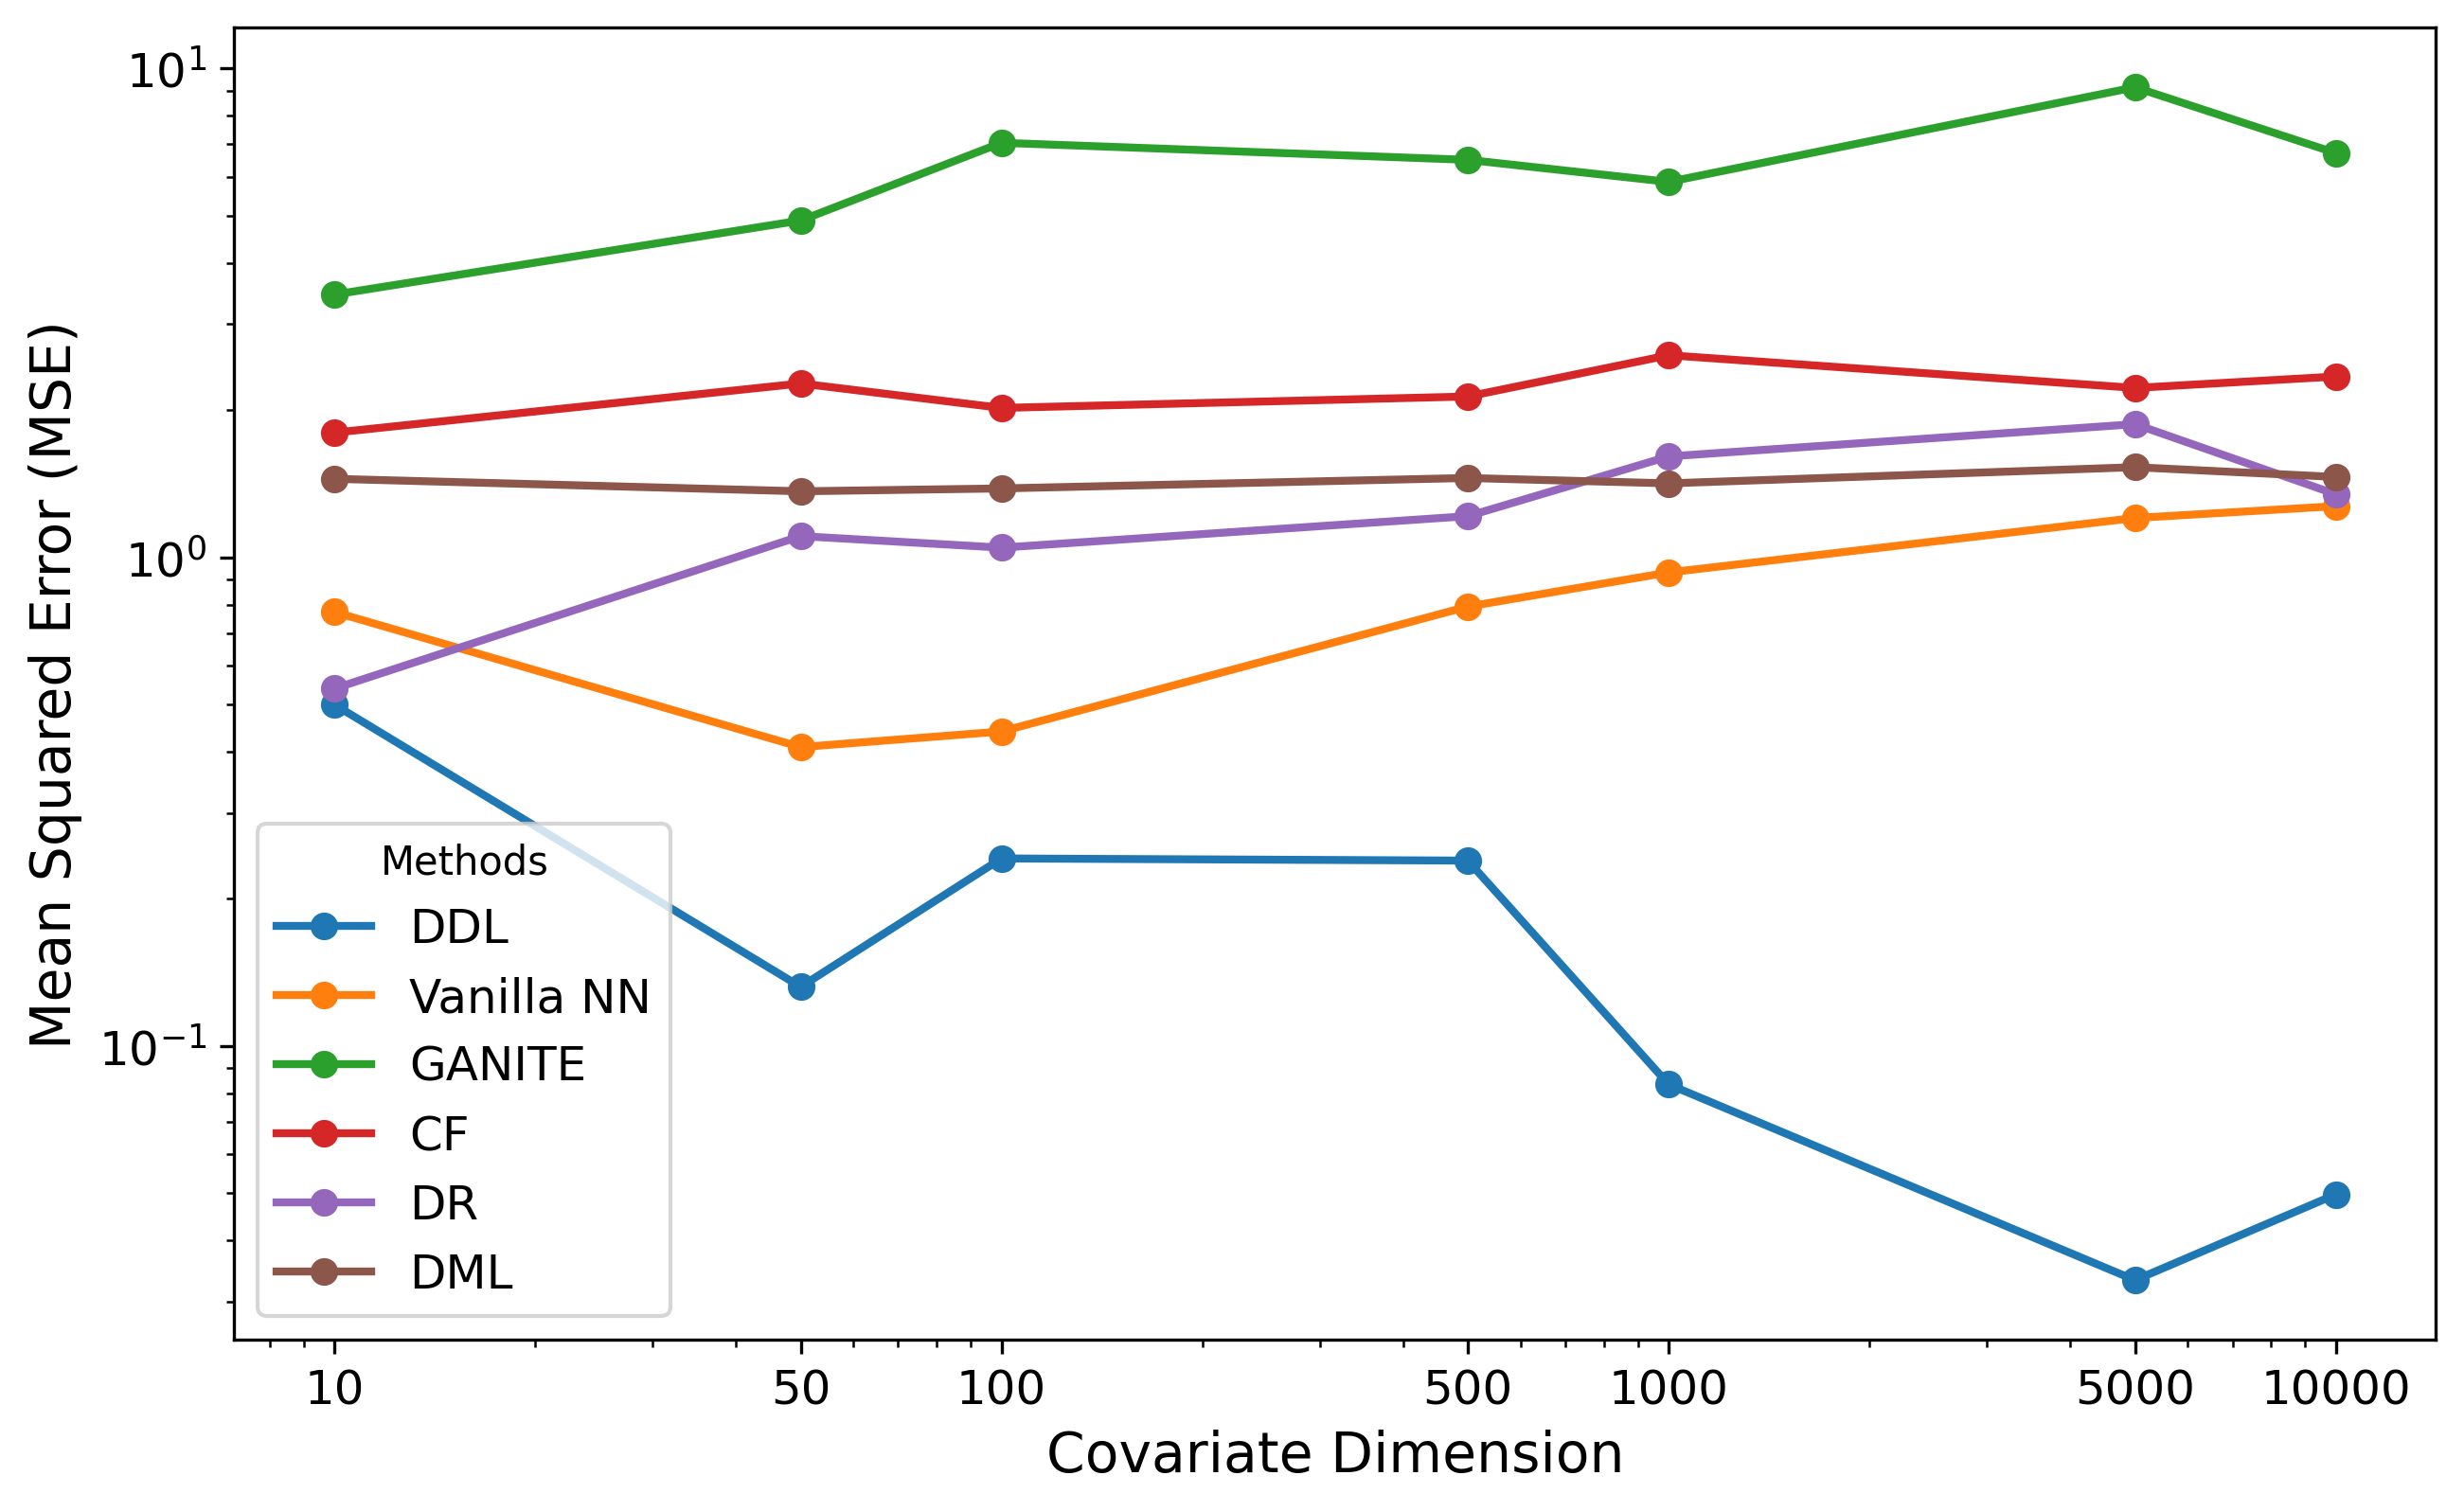 10¹
10⁰
10⁻¹
Mean Squared Error (MSE)
Methods
DDL
Vanilla NN
GANITE
CF
DR
DML
10 50 100 500 1000 5000 10000
Covariate Dimension